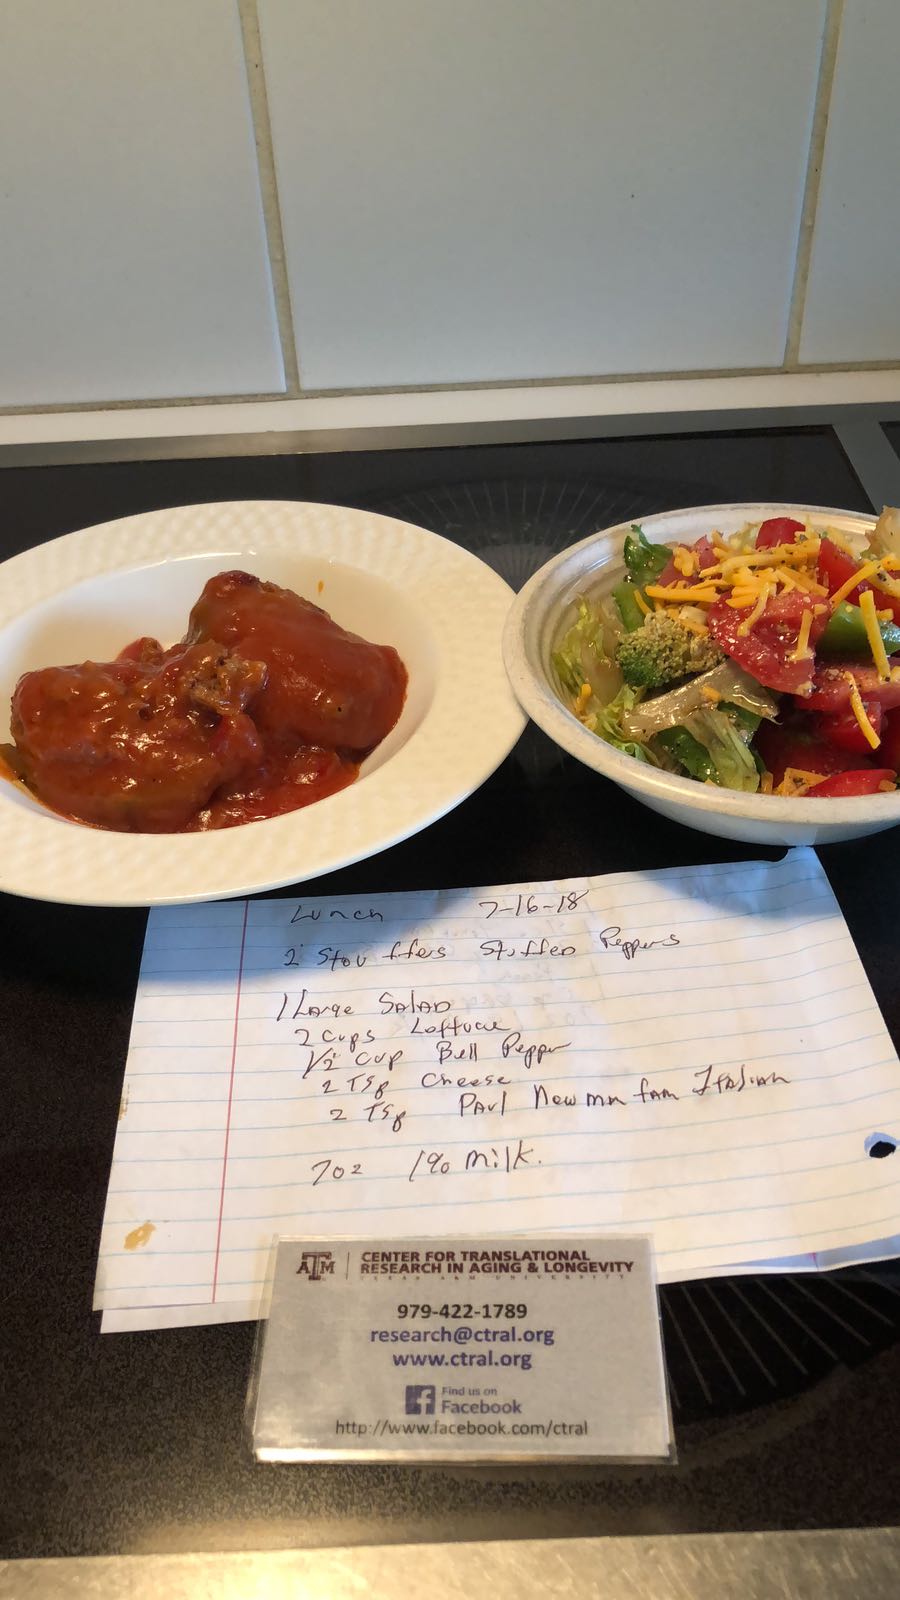 Lunch 7-16-18
2 Stouffers Stuffed Peppers
1 Large Salad
2 Cups Lettuce
1/2 Cup Bell Pepper
2 Tsp Cheese
2 Tsp Paul Newman Italian
7oz 1% Milk.
ATM CENTER FOR TRANSLATIONAL
RESEARCH IN AGING & LONGEVITY
TEXAS A&M UNIVERSITY
979-422-1789
research@ctral.org
www.ctral.org
f Find us on
Facebook
http://www.facebook.com/ctral